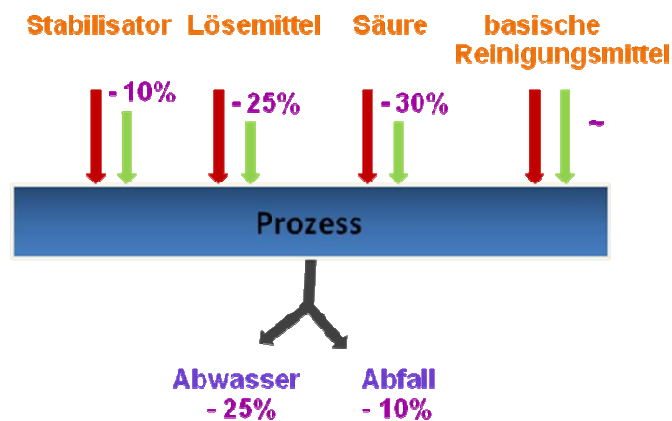 Stabilisator Lösemittel Säure basische
Reinigungsmittel
- 10% - 25% - 30% ~
Prozess
Abwasser Abfall
- 25% - 10%